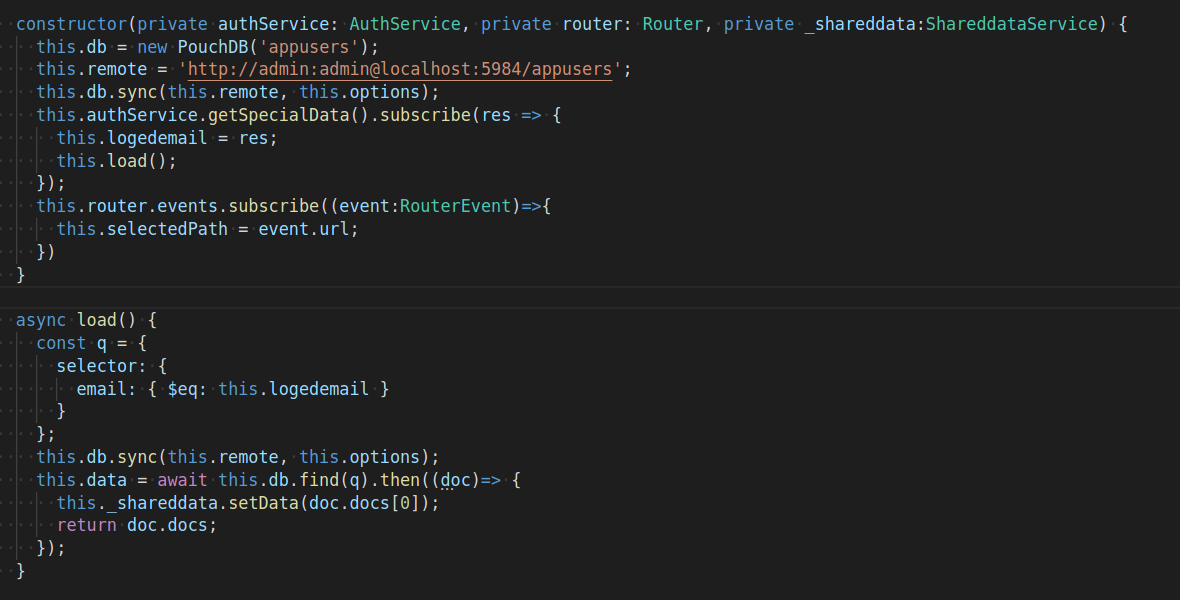 constructor(private authService: AuthService, private router: Router, private _shareddata:ShareddataService) {
this.db = new PouchDB('appusers');
this.remote = 'http://admin:admin@localhost:5984/appusers';
this.db.sync(this.remote, this.options);
this.authService.getSpecialData().subscribe(res => {
this.logedemail = res;
this.load();
});
this.router.events.subscribe((event:RouterEvent)=>{
this.selectedPath = event.url;
})
}
async load() {
const q = {
selector: {
email: { $eq: this.logedemail }
}
};
this.db.sync(this.remote, this.options);
this.data = await this.db.find(q).then((doc)=> {
this._shareddata.setData(doc.docs[0]);
return doc.docs;
});
}